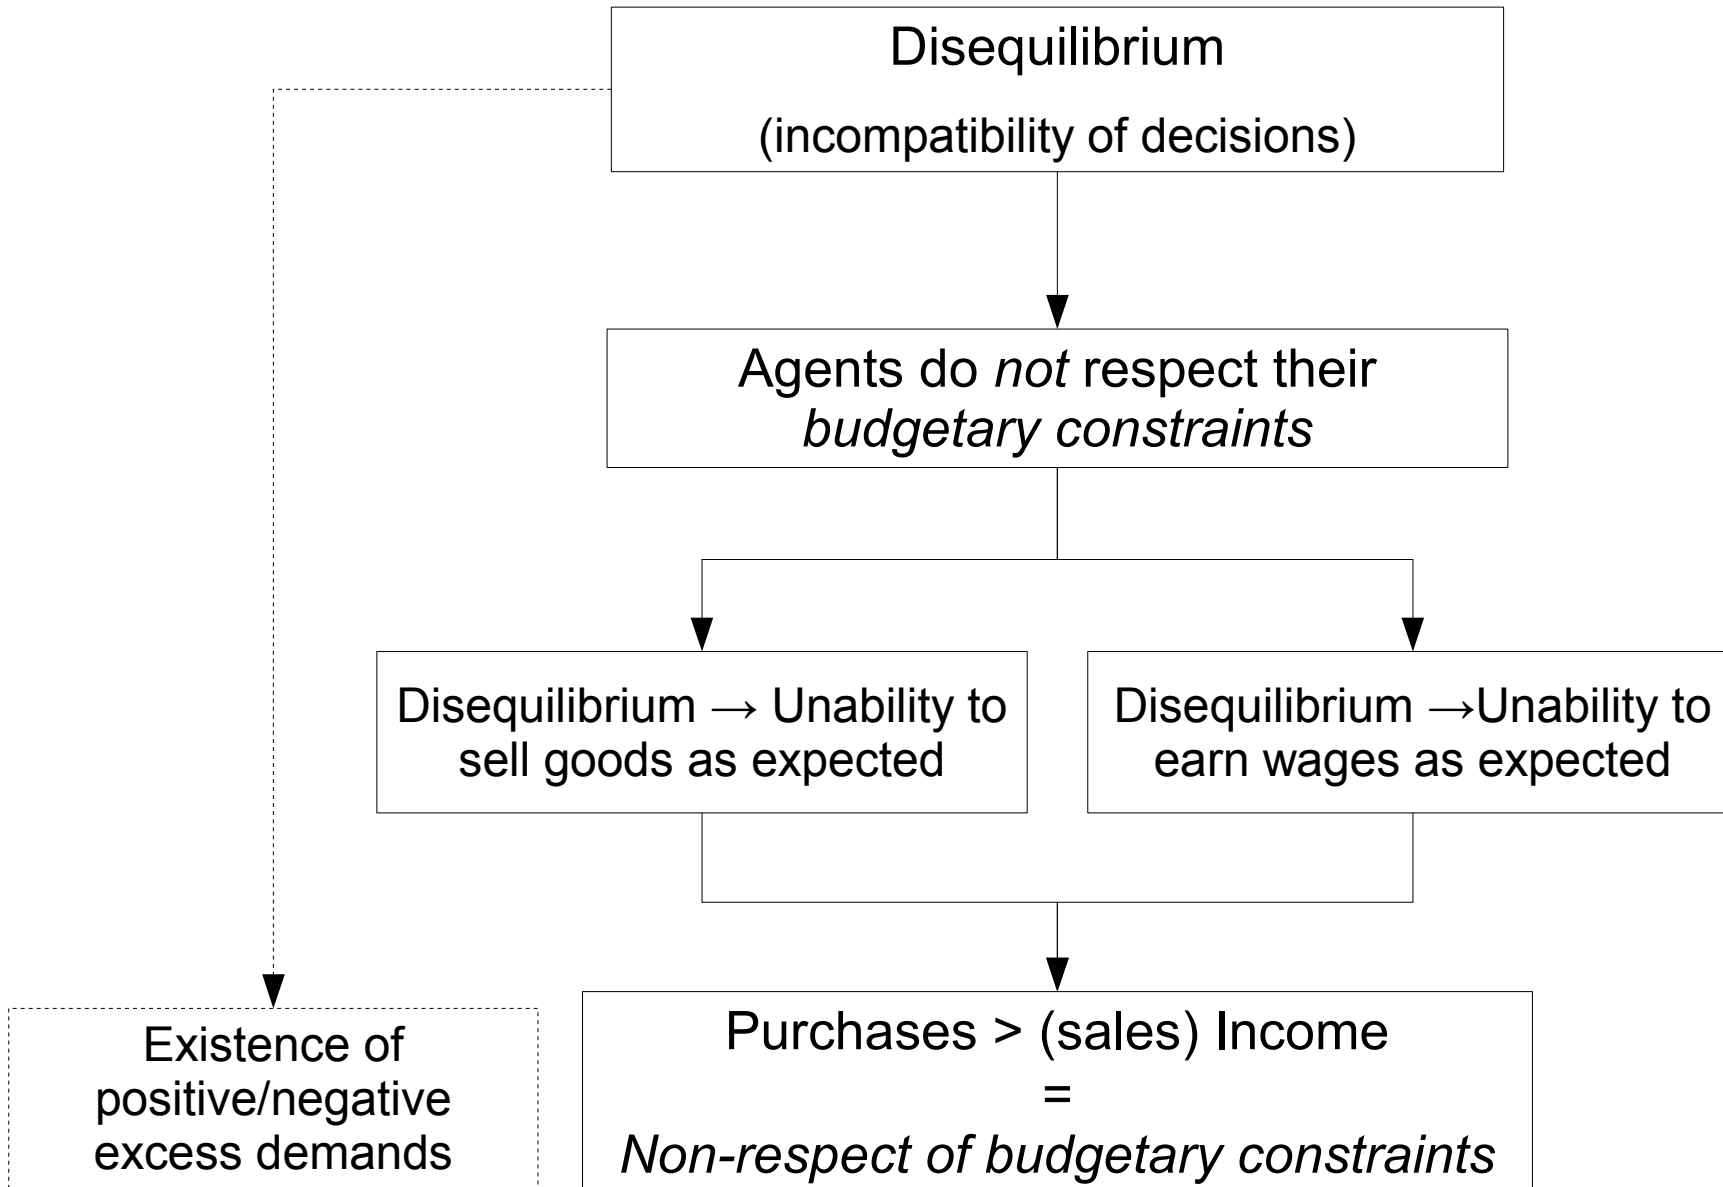 Disequilibrium
(incompatibility of decisions)
Agents do not respect their
budgetary constraints
Disequilibrium → Unability to
sell goods as expected
Disequilibrium →Unability to
earn wages as expected
Existence of
positive/negative
excess demands
Purchases > (sales) Income
=
Non-respect of budgetary constraints